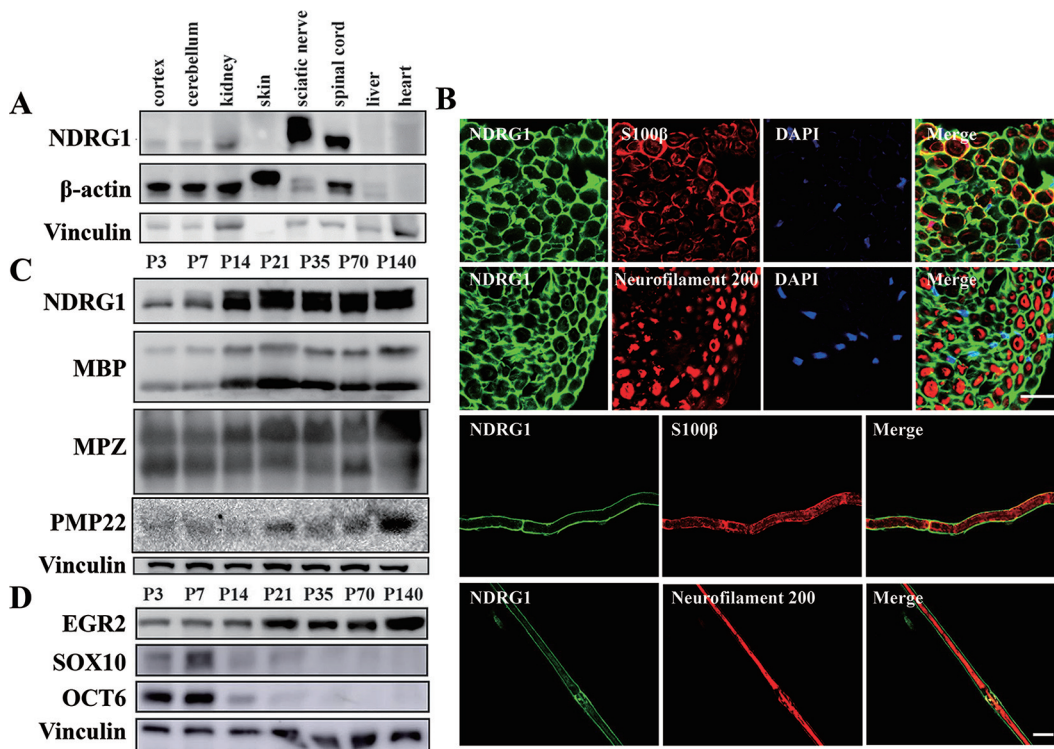 cortex
cerebellum
kidney
skin
sciatic nerve
spinal cord
liver
heart
A
NDRG1
β-actin
Vinculin
B
NDRG1 S100β DAPI Merge
NDRG1 Neurofilament 200 DAPI Merge
NDRG1 S100β Merge
NDRG1 Neurofilament 200 Merge
C
P3 P7 P14 P21 P35 P70 P140
NDRG1
MBP
MPZ
PMP22
Vinculin
D
P3 P7 P14 P21 P35 P70 P140
EGR2
SOX10
OCT6
Vinculin